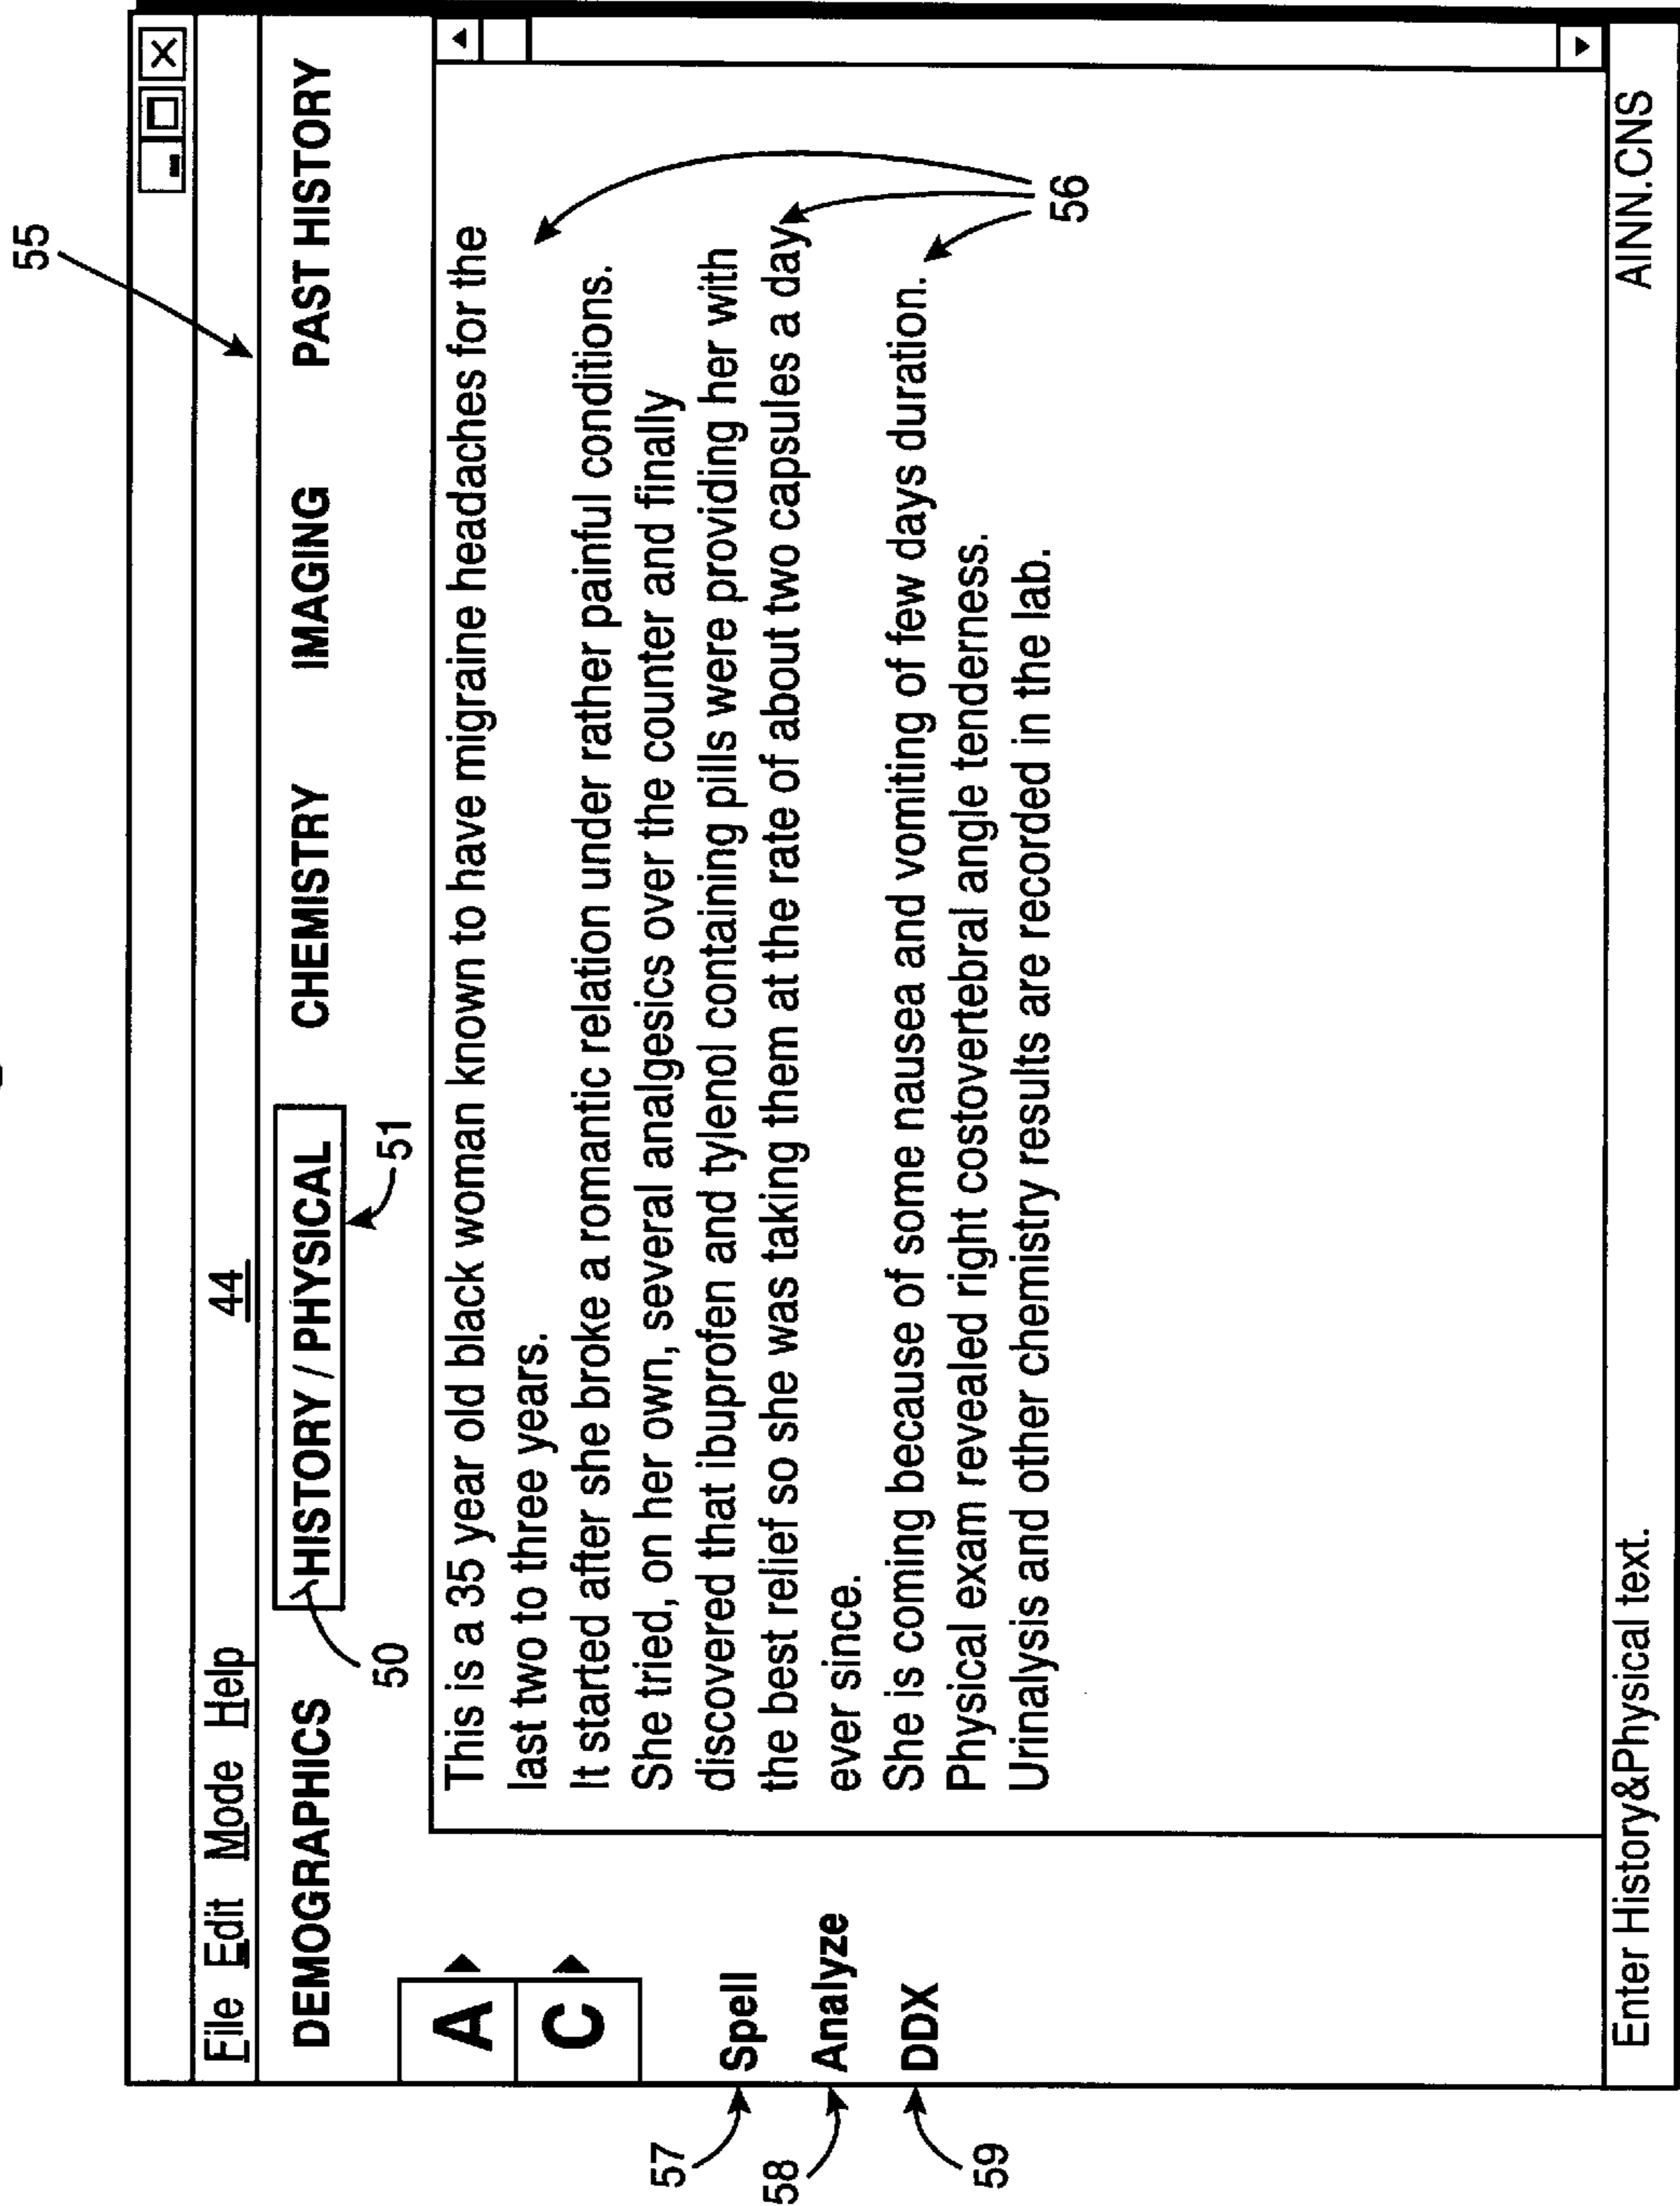 55
44
File Edit Mode Help
DEMOGRAPHICS HISTORY / PHYSICAL CHEMISTRY IMAGING PAST HISTORY
50
51
A
C
57
Spell
58
Analyze
59
DDX
This is a 35 year old black woman known to have migraine headaches for the
last two to three years.
It started after she broke a romantic relation under rather painful conditions.
She tried, on her own, several analgesics over the counter and finally
discovered that ibuprofen and tylenol containing pills were providing her with
the best relief so she was taking them at the rate of about two capsules a day
ever since.
She is coming because of some nausea and vomiting of few days duration.
Physical exam revealed right costovertebral angle tenderness.
Urinalysis and other chemistry results are recorded in the lab.
56
Enter History&Physical text. AINN.CNS